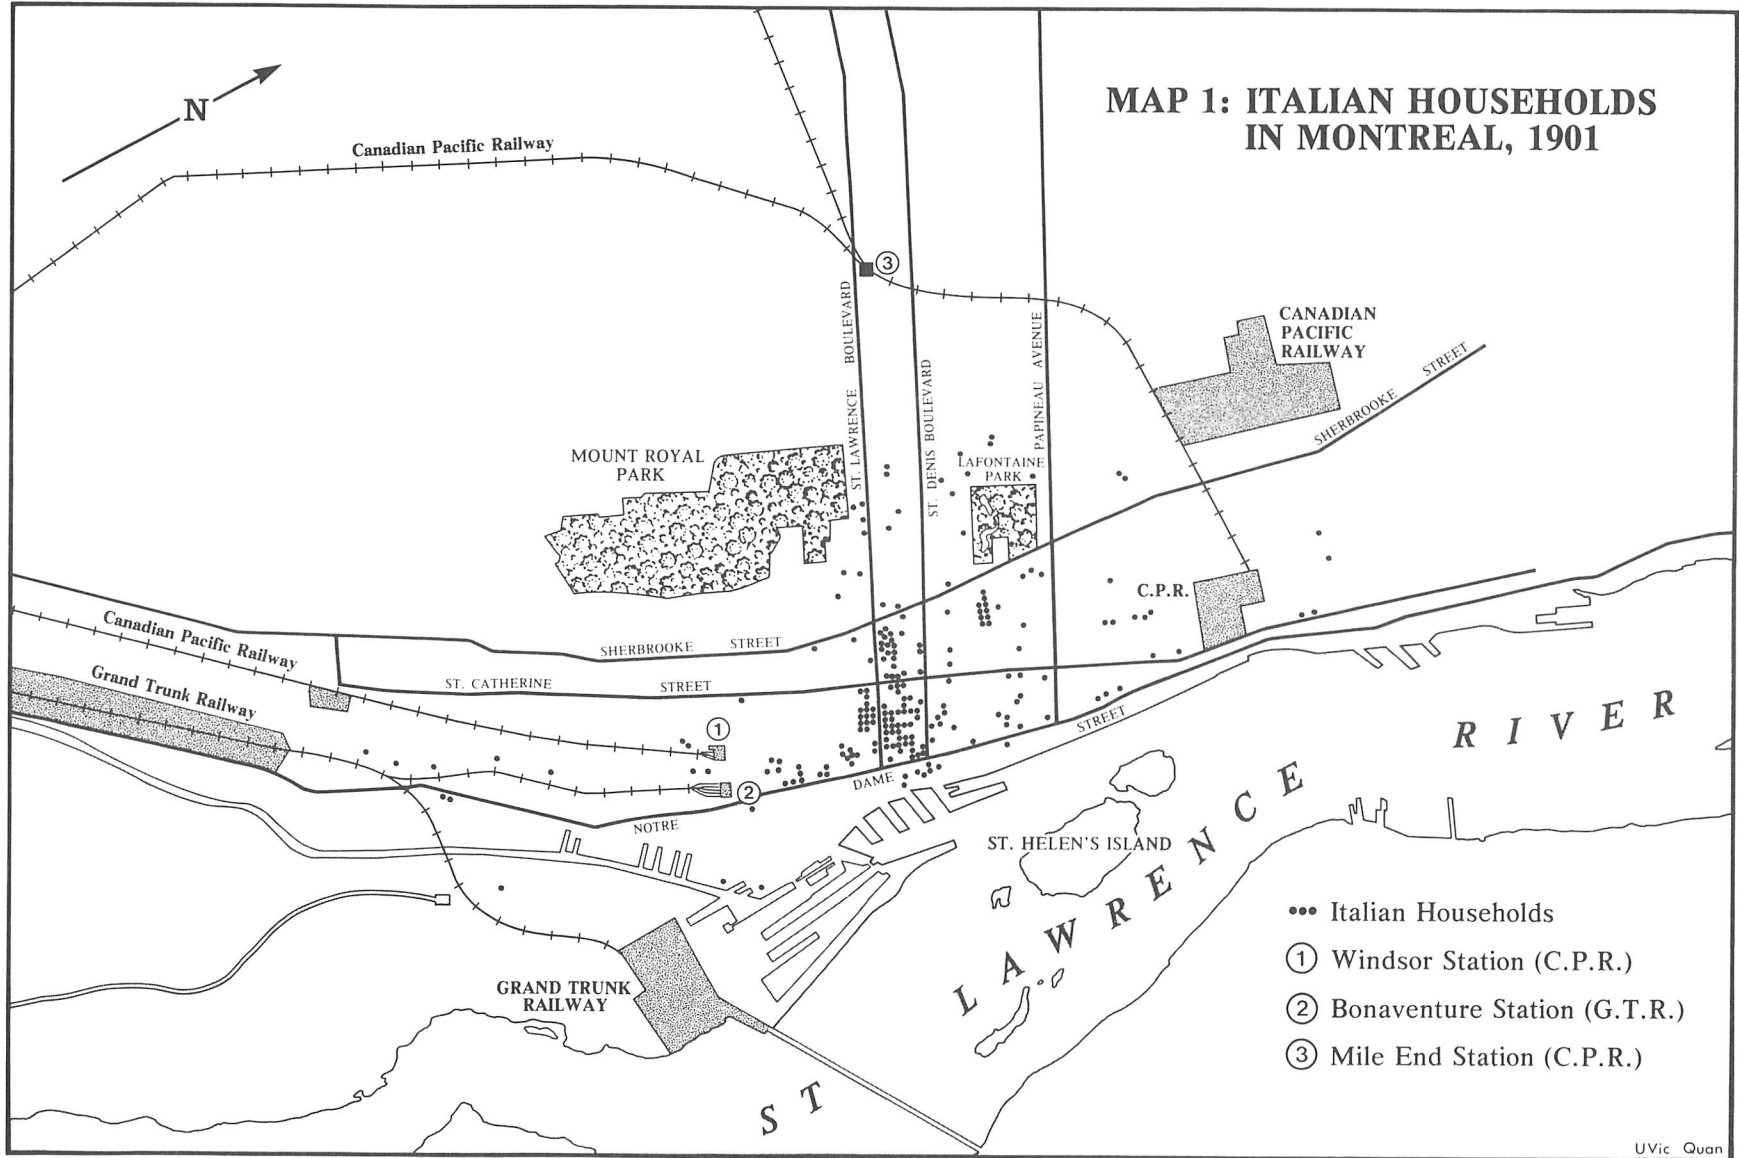 MAP 1: ITALIAN HOUSEHOLDS
IN MONTREAL, 1901
N
Canadian Pacific Railway
3
ST. LAWRENCE BOULEVARD
ST. DENIS BOULEVARD
PAPINEAU AVENUE
CANADIAN
PACIFIC
RAILWAY
SHERBROOKE STREET
MOUNT ROYAL
PARK
LAFONTAINE
PARK
C.P.R.
Canadian Pacific Railway
SHERBROOKE STREET
Grand Trunk Railway
ST. CATHERINE STREET
1
2
NOTRE DAME STREET
ST. HELEN'S ISLAND
ST LAWRENCE RIVER
GRAND TRUNK
RAILWAY
Italian Households
1 Windsor Station (C.P.R.)
2 Bonaventure Station (G.T.R.)
3 Mile End Station (C.P.R.)
UVic Quan